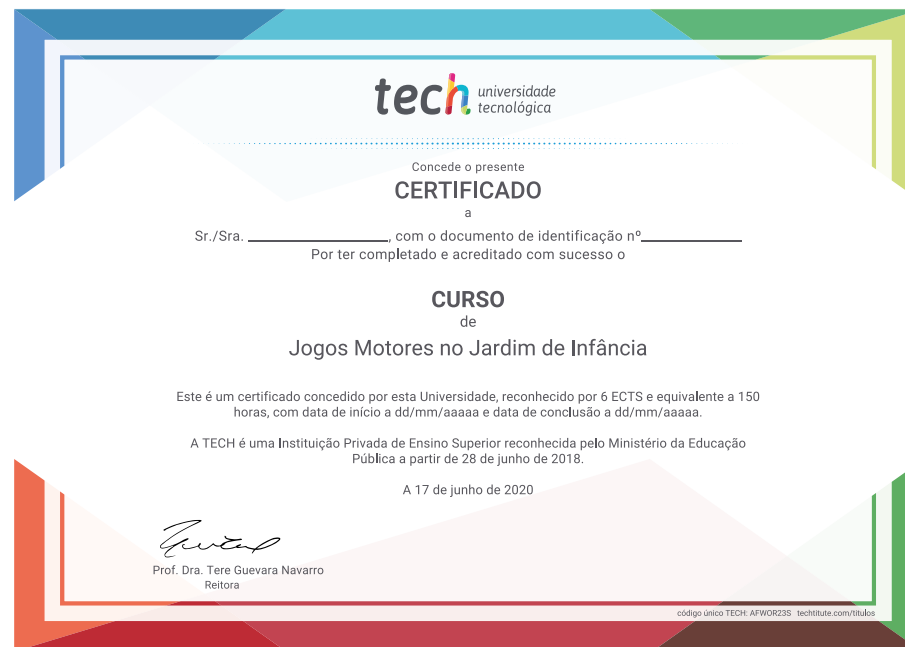 tech universidade
tecnológica
Concede o presente
CERTIFICADO
a
Sr./Sra. ____________________, com o documento de identificação nº______________
Por ter completado e acreditado com sucesso o
CURSO
de
Jogos Motores no Jardim de Infância
Este é um certificado concedido por esta Universidade, reconhecido por 6 ECTS e equivalente a 150
horas, com data de início a dd/mm/aaaaa e data de conclusão a dd/mm/aaaaa.
A TECH é uma Instituição Privada de Ensino Superior reconhecida pelo Ministério da Educação
Pública a partir de 28 de junho de 2018.
A 17 de junho de 2020
Prof. Dra. Tere Guevara Navarro
Reitora
código único TECH: AFWOR23S techtitute.com/titulos